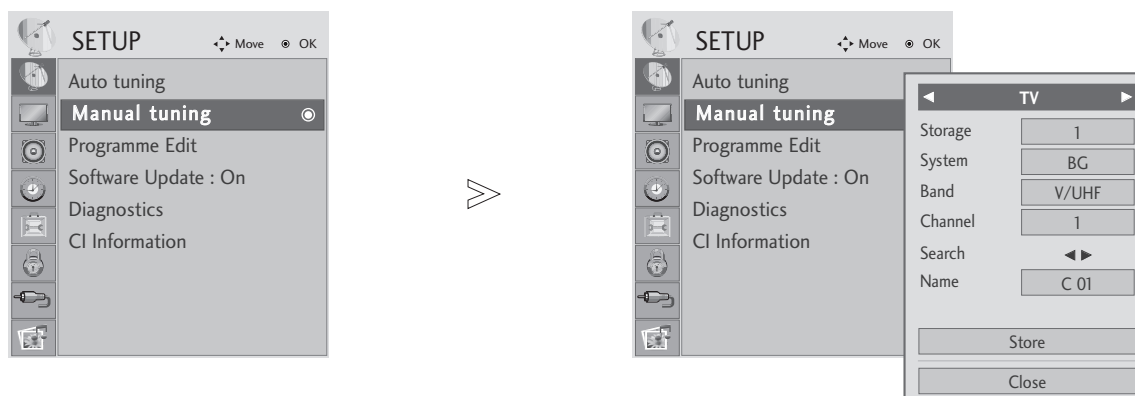 SETUP Move OK
Auto tuning
Manual tuning
Programme Edit
Software Update : On
Diagnostics
CI Information
SETUP Move OK
Auto tuning
Manual tuning
Programme Edit
Software Update : On
Diagnostics
CI Information
TV
Storage 1
System BG
Band V/UHF
Channel 1
Search
Name C 01
Store
Close